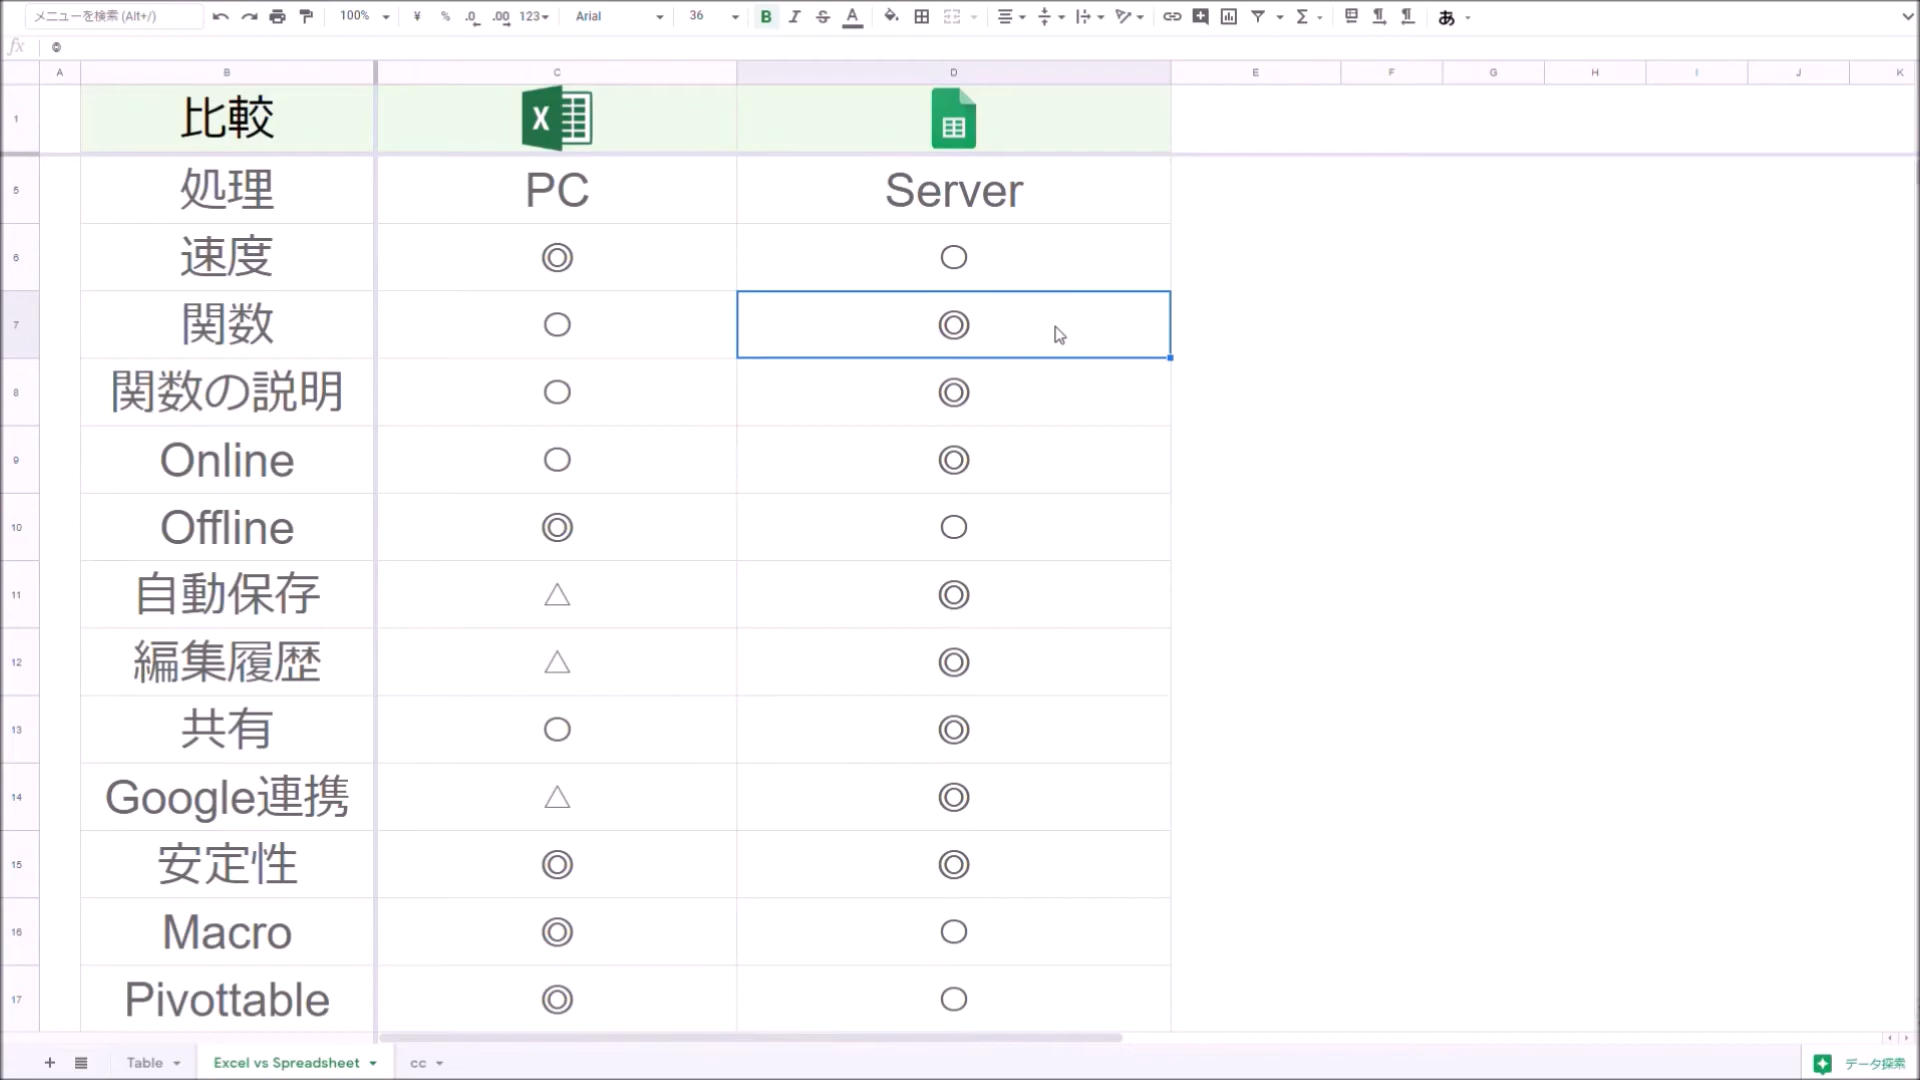 メニューを検索 (Alt+/) 100% ¥ % .0 .00 123 Arial 36 B I S A あ
fx ◎
A B C D E F G H I J K
1 比較 X
5 処理 PC Server
6 速度 ◎ ○
7 関数 ○ ◎
8 関数の説明 ○ ◎
9 Online ○ ◎
10 Offline ◎ ○
11 自動保存 △ ◎
12 編集履歴 △ ◎
13 共有 ○ ◎
14 Google連携 △ ◎
15 安定性 ◎ ◎
16 Macro ◎ ○
17 Pivottable ◎ ○
+ Table Excel vs Spreadsheet cc データ探索